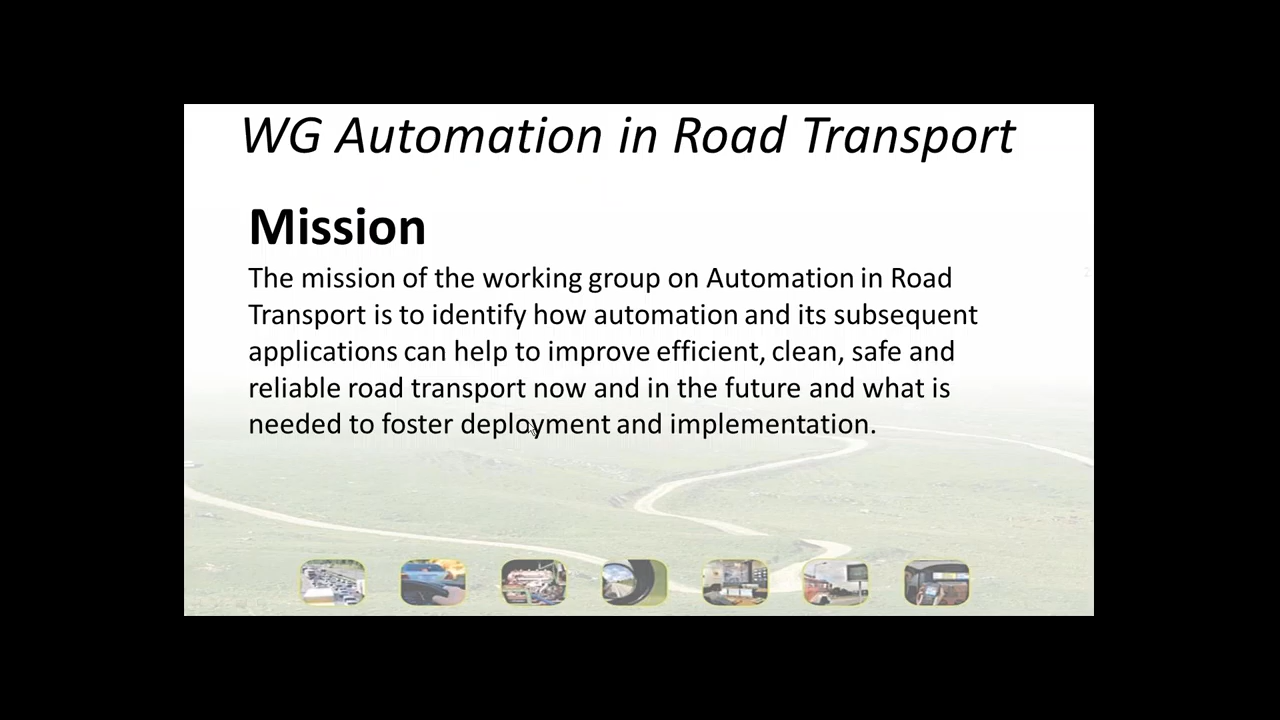 WG Automation in Road Transport
Mission
The mission of the working group on Automation in Road
Transport is to identify how automation and its subsequent
applications can help to improve efficient, clean, safe and
reliable road transport now and in the future and what is
needed to foster deployment and implementation.